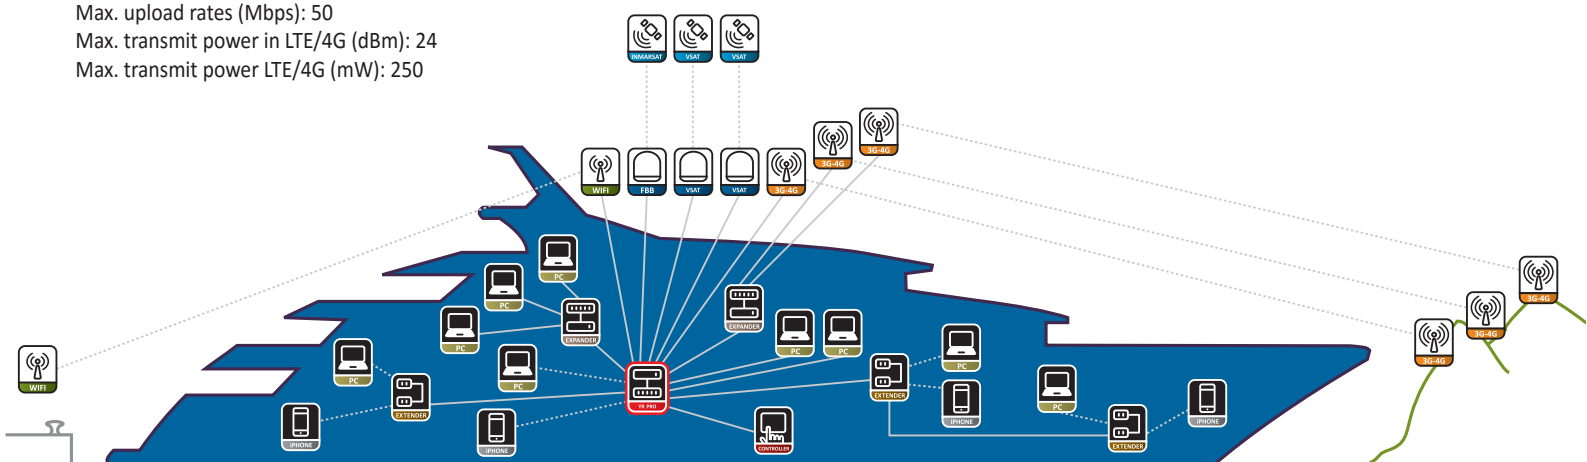 Max. upload rates (Mbps): 50
Max. transmit power in LTE/4G (dBm): 24
Max. transmit power LTE/4G (mW): 250
INMARSAT
VSAT
VSAT
3G-4G
3G-4G
WIFI
FBB
VSAT
VSAT
3G-4G
PC
PC
3G-4G
PC
EXPANDER
EXPANDER
3G-4G
PC
PC
3G-4G
PC
PC
PC
WIFI
EXTENDER
EXTENDER
YR PRO
PC
iPHONE
iPHONE
iPHONE
iPHONE
CONTROLLER
EXTENDER